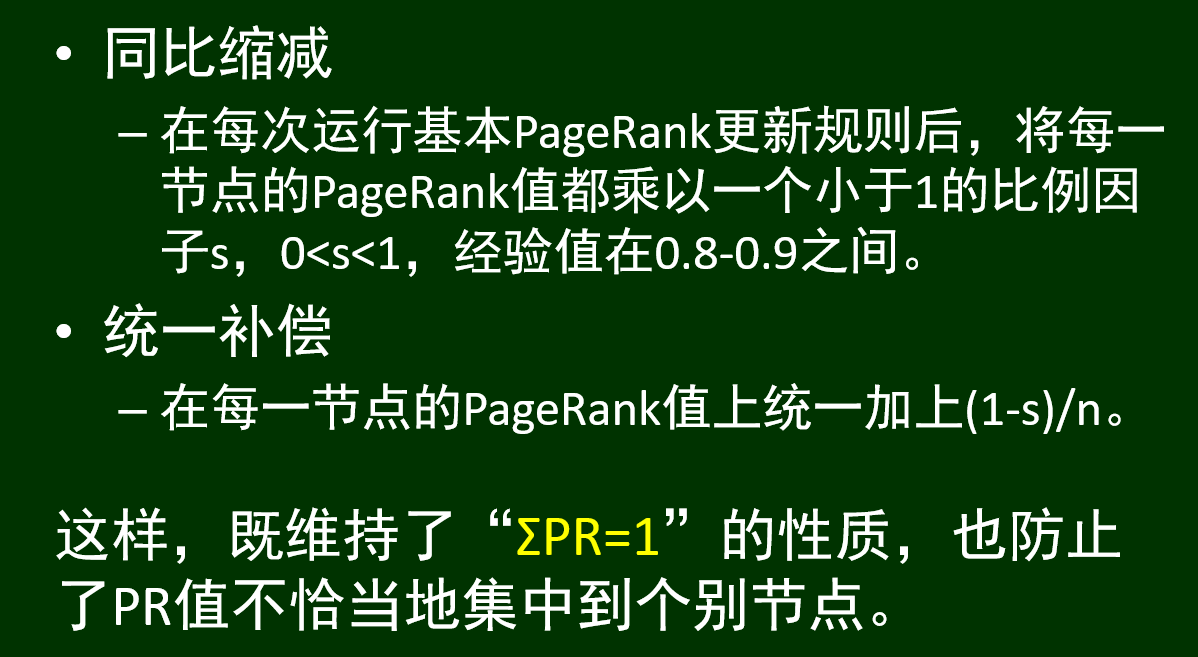 • 同比缩减
– 在每次运行基本PageRank更新规则后，将每一
节点的PageRank值都乘以一个小于1的比例因
子s，0<s<1，经验值在0.8-0.9之间。
• 统一补偿
– 在每一节点的PageRank值上统一加上(1-s)/n。
这样，既维持了“ΣPR=1”的性质，也防止
了PR值不恰当地集中到个别节点。